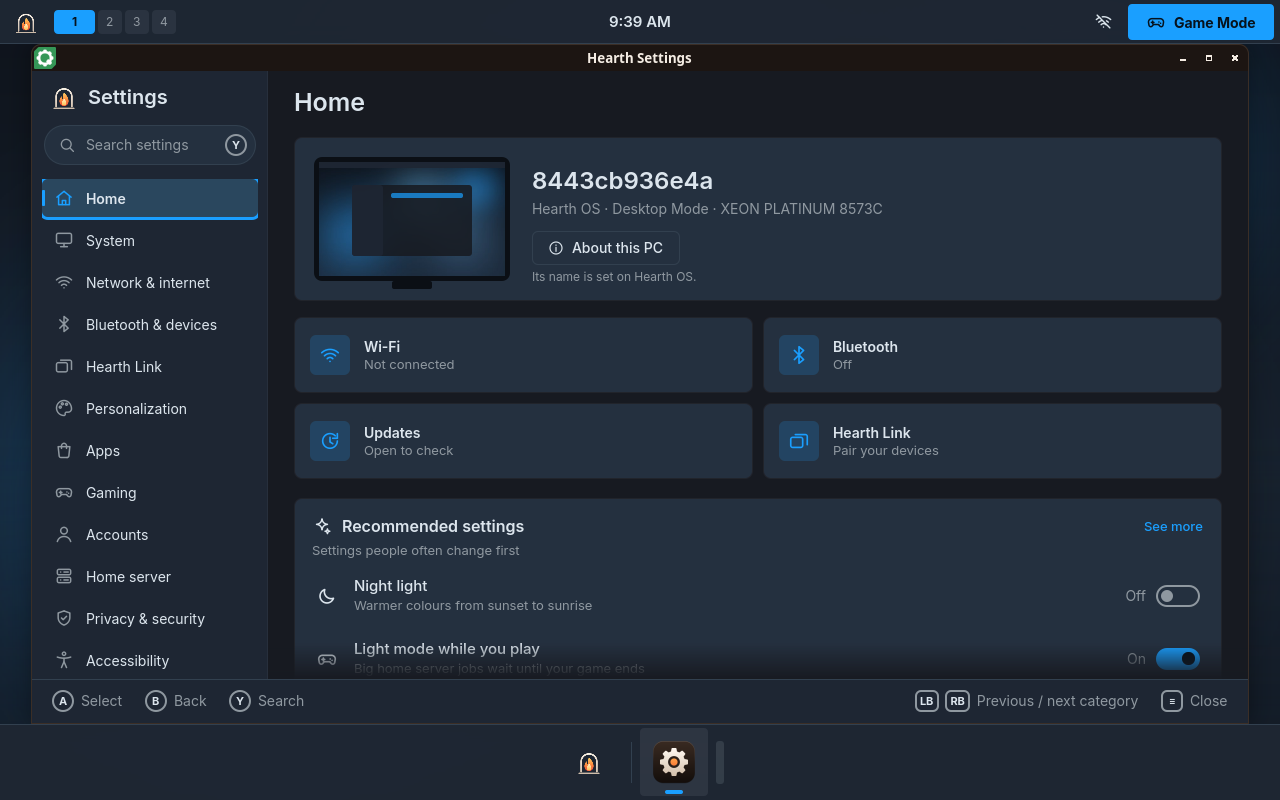 1 2 3 4
9:39 AM
Game Mode
Hearth Settings
Settings
Search settings Y
Home
System
Network & internet
Bluetooth & devices
Hearth Link
Personalization
Apps
Gaming
Accounts
Home server
Privacy & security
Accessibility
Home
8443cb936e4a
Hearth OS · Desktop Mode · XEON PLATINUM 8573C
About this PC
Its name is set on Hearth OS.
Wi-Fi
Not connected
Bluetooth
Off
Updates
Open to check
Hearth Link
Pair your devices
Recommended settings
See more
Settings people often change first
Night light
Warmer colours from sunset to sunrise
Off
Light mode while you play
Big home server jobs wait until your game ends
On
A Select B Back Y Search
LB RB Previous / next category ≡ Close